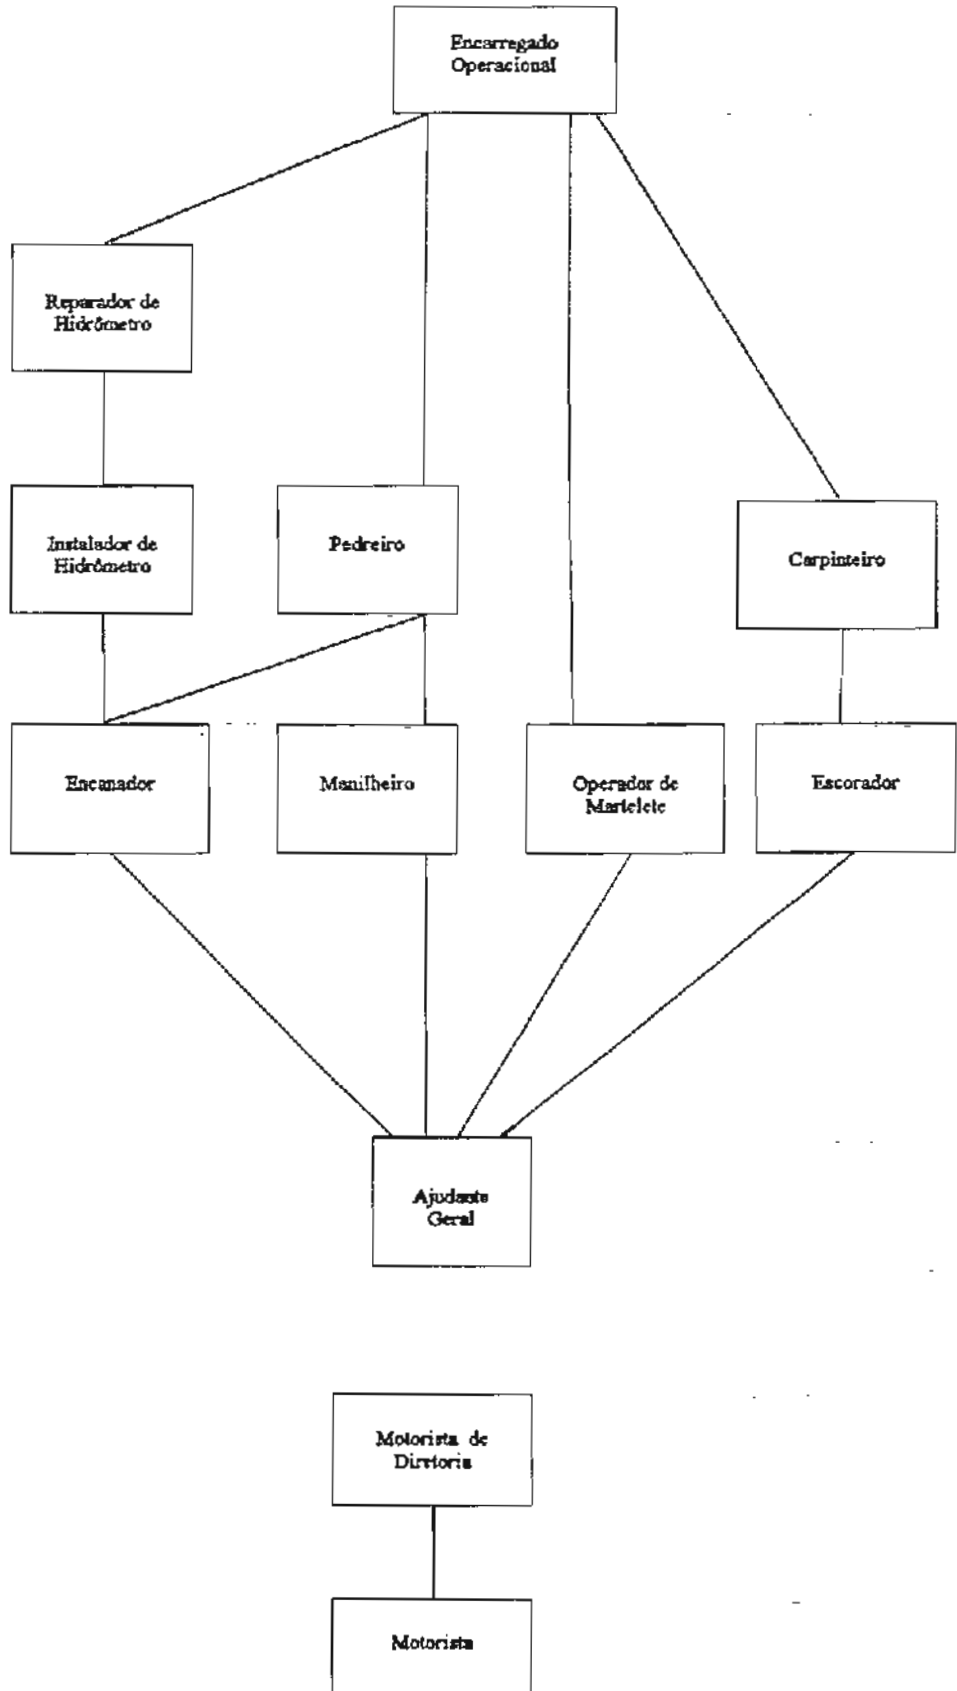 Encarregado
Operacional
Reparador de
Hidrômetro
Instalador de
Hidrômetro
Pedreiro
Carpinteiro
Encanador
Manilheiro
Operador de
Martelete
Escorador
Ajudante
Geral
Motorista de
Diretoria
Motorista